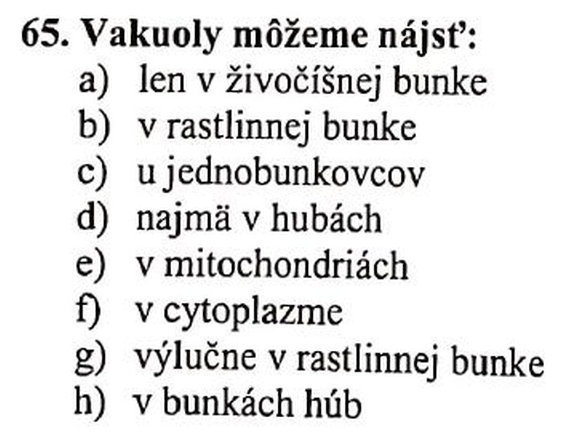 65. Vakuoly môžeme nájsť:
a) len v živočíšnej bunke
b) v rastlinnej bunke
c) u jednobunkovcov
d) najmä v hubách
e) v mitochondriách
f) v cytoplazme
g) výlučne v rastlinnej bunke
h) v bunkách húb